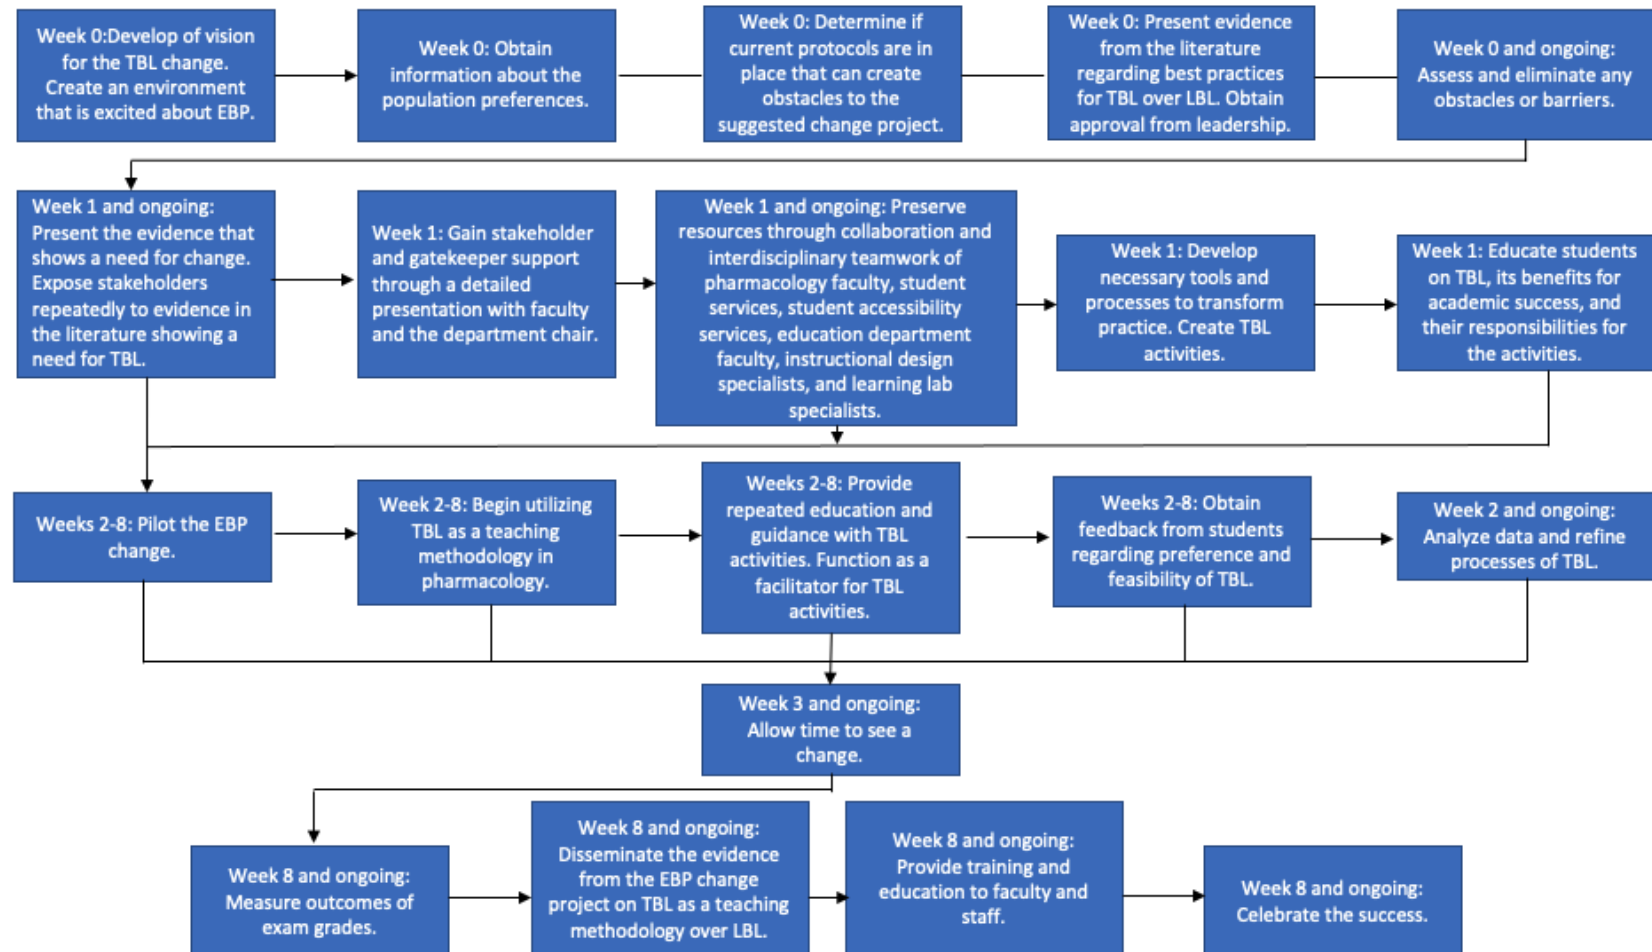 Week 0:Develop of vision
for the TBL change.
Create an environment
that is excited about EBP.
Week 0: Obtain
information about the
population preferences.
Week 0: Determine if
current protocols are in
place that can create
obstacles to the
suggested change project.
Week 0: Present evidence
from the literature
regarding best practices
for TBL over LBL. Obtain
approval from leadership.
Week 0 and ongoing:
Assess and eliminate any
obstacles or barriers.
Week 1 and ongoing:
Present the evidence that
shows a need for change.
Expose stakeholders
repeatedly to evidence in
the literature showing a
need for TBL.
Week 1: Gain stakeholder
and gatekeeper support
through a detailed
presentation with faculty
and the department chair.
Week 1 and ongoing: Preserve
resources through collaboration and
interdisciplinary teamwork of
pharmacology faculty, student
services, student accessibility
services, education department
faculty, instructional design
specialists, and learning lab
specialists.
Week 1: Develop
necessary tools and
processes to transform
practice. Create TBL
activities.
Week 1: Educate students
on TBL, its benefits for
academic success, and
their responsibilities for
the activities.
Weeks 2-8: Pilot the EBP
change.
Week 2-8: Begin utilizing
TBL as a teaching
methodology in
pharmacology.
Weeks 2-8: Provide
repeated education and
guidance with TBL
activities. Function as a
facilitator for TBL
activities.
Weeks 2-8: Obtain
feedback from students
regarding preference and
feasibility of TBL.
Week 2 and ongoing:
Analyze data and refine
processes of TBL.
Week 3 and ongoing:
Allow time to see a
change.
Week 8 and ongoing:
Measure outcomes of
exam grades.
Week 8 and ongoing:
Disseminate the evidence
from the EBP change
project on TBL as a teaching
methodology over LBL.
Week 8 and ongoing:
Provide training and
education to faculty and
staff.
Week 8 and ongoing:
Celebrate the success.